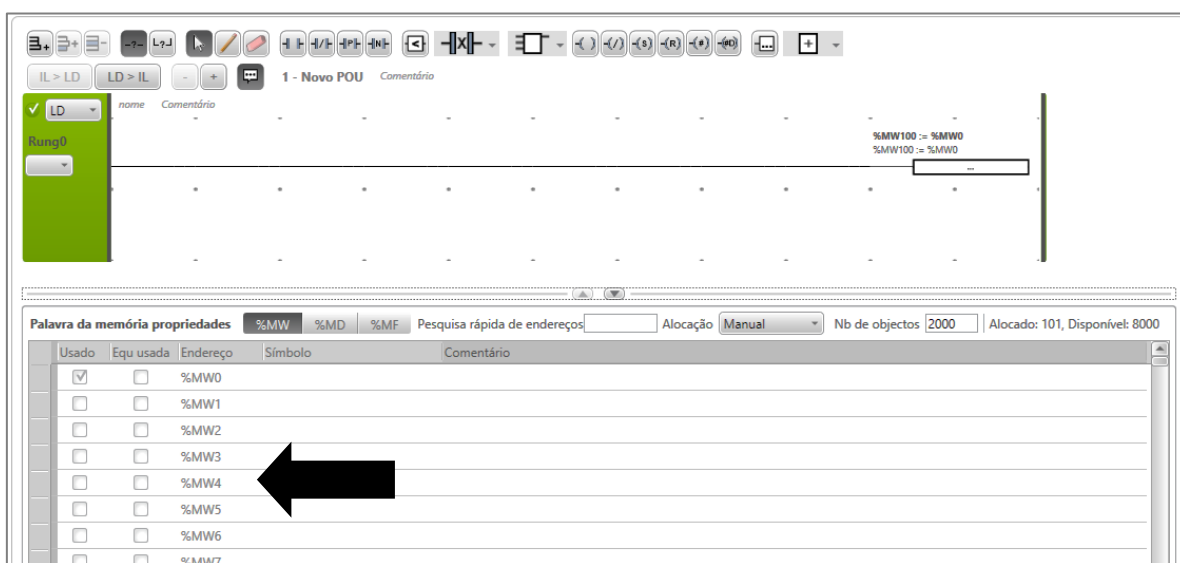 IL > LD LD > IL - + 1 - Novo POU Comentário
LD nome Comentário
Rung0
%MW100 := %MW0
%MW100 := %MW0
...
Palavra da memória propriedades %MW %MD %MF Pesquisa rápida de endereços Alocação Manual Nb de objectos 2000 Alocado: 101, Disponível: 8000
Usado Equ usada Endereço Símbolo Comentário
%MW0
%MW1
%MW2
%MW3
%MW4
%MW5
%MW6
%MW7